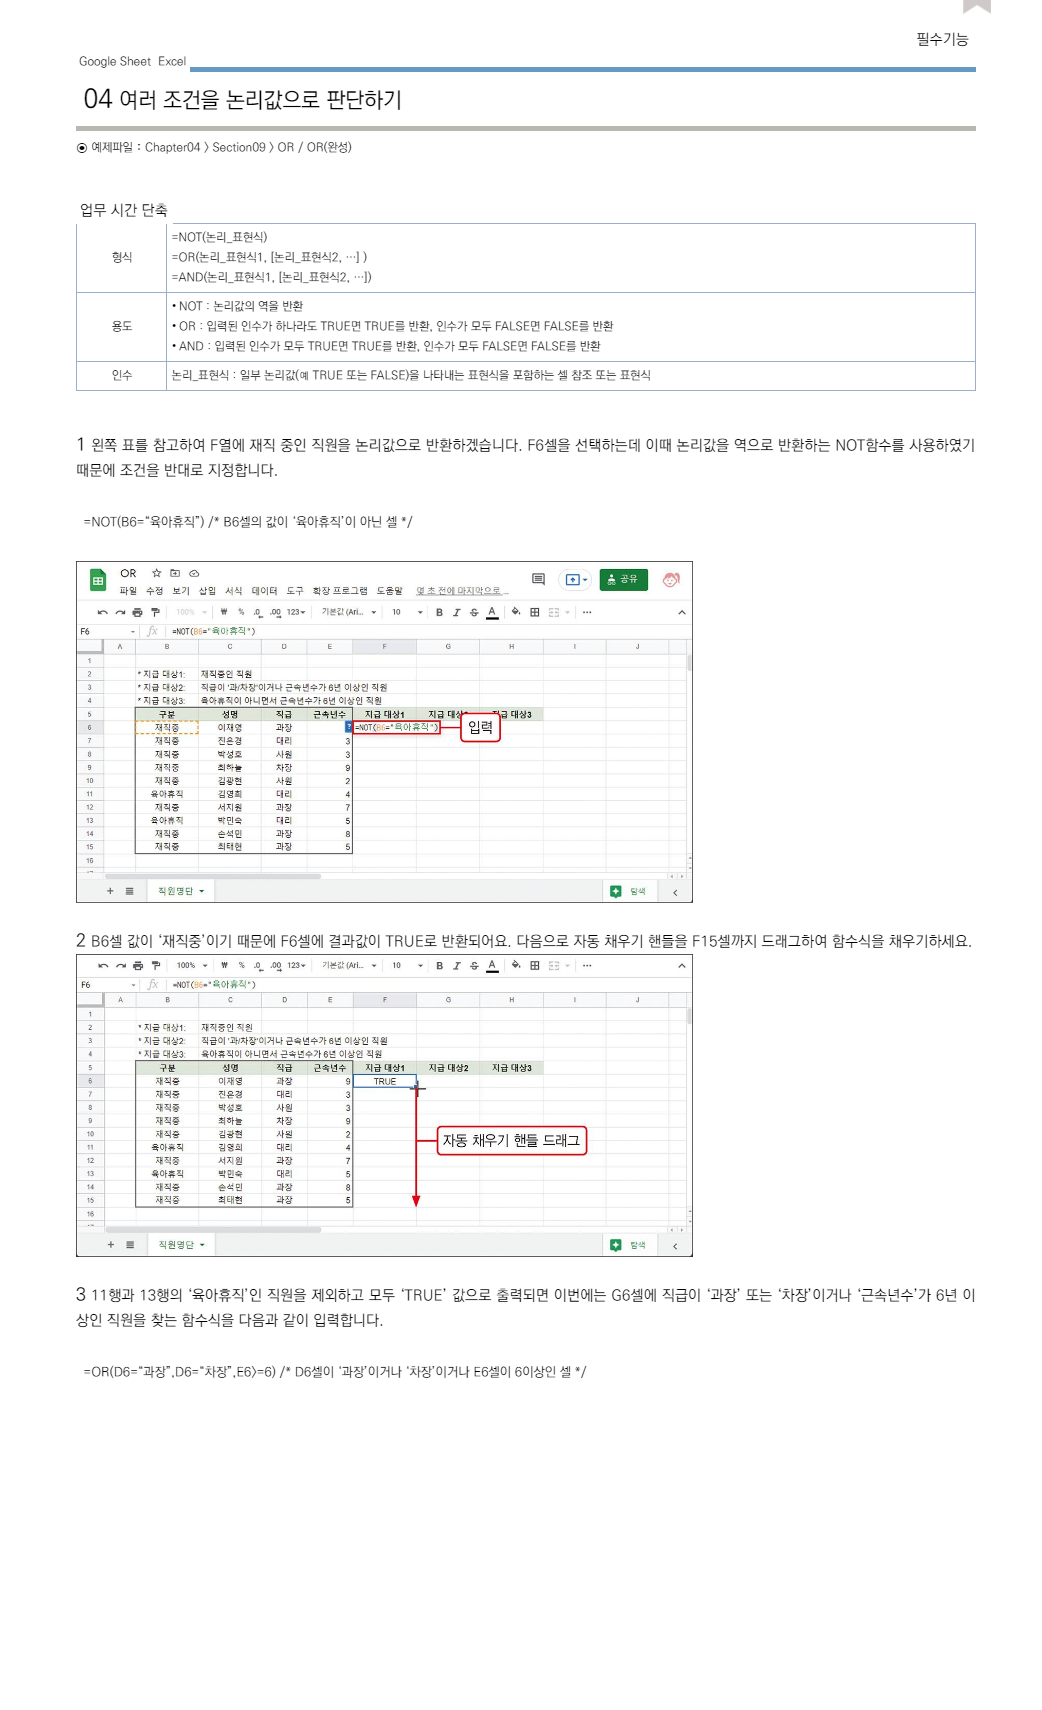 필수기능
Google Sheet Excel
04 여러 조건을 논리값으로 판단하기
◉ 예제파일 : Chapter04 > Section09 > OR / OR(완성)
업무 시간 단축
형식
=NOT(논리_표현식)
=OR(논리_표현식1, [논리_표현식2, …] )
=AND(논리_표현식1, [논리_표현식2, …])
용도
• NOT : 논리값의 역을 반환
• OR : 입력된 인수가 하나라도 TRUE면 TRUE를 반환, 인수가 모두 FALSE면 FALSE를 반환
• AND : 입력된 인수가 모두 TRUE면 TRUE를 반환, 인수가 모두 FALSE면 FALSE를 반환
인수 논리_표현식 : 일부 논리값(예 TRUE 또는 FALSE)을 나타내는 표현식을 포함하는 셀 참조 또는 표현식
1 왼쪽 표를 참고하여 F열에 재직 중인 직원을 논리값으로 반환하겠습니다. F6셀을 선택하는데 이때 논리값을 역으로 반환하는 NOT함수를 사용하였기
때문에 조건을 반대로 지정합니다.
=NOT(B6=“육아휴직”) /* B6셀의 값이 ‘육아휴직’이 아닌 셀 */
OR
공유
파일 수정 보기 삽입 서식 데이터 도구 확장 프로그램 도움말 몇 초 전에 마지막으로 ...
100% ₩ % .0 .00 123 기본값 (Ari... 10 B I S A
F6 fx =NOT(B6="육아휴직")
A B C D E F G H I J
1
2 * 지급 대상1: 재직중인 직원
3 * 지급 대상2: 직급이 '과/차장'이거나 근속년수가 6년 이상인 직원
4 * 지급 대상3: 육아휴직이 아니면서 근속년수가 6년 이상인 직원
5 구분 성명 직급 근속년수 지급 대상1 지급 대상 지급 대상3
6 재직중 이재영 과장 ? =NOT(B6="육아휴직") 입력
7 재직중 진은경 대리 3
8 재직중 박성호 사원 3
9 재직중 최하늘 차장 9
10 재직중 김광현 사원 2
11 육아휴직 김영희 대리 4
12 재직중 서지원 과장 7
13 육아휴직 박민숙 대리 5
14 재직중 손석민 과장 8
15 재직중 최태현 과장 5
16
+ ≡ 직원명단 탐색
2 B6셀 값이 ‘재직중’이기 때문에 F6셀에 결과값이 TRUE로 반환되어요. 다음으로 자동 채우기 핸들을 F15셀까지 드래그하여 함수식을 채우기하세요.
100% ₩ % .0 .00 123 기본값 (Ari... 10 B I S A
F6 fx =NOT(B6="육아휴직")
A B C D E F G H I J
1
2 * 지급 대상1: 재직중인 직원
3 * 지급 대상2: 직급이 '과/차장'이거나 근속년수가 6년 이상인 직원
4 * 지급 대상3: 육아휴직이 아니면서 근속년수가 6년 이상인 직원
5 구분 성명 직급 근속년수 지급 대상1 지급 대상2 지급 대상3
6 재직중 이재영 과장 9 TRUE
7 재직중 진은경 대리 3
8 재직중 박성호 사원 3
9 재직중 최하늘 차장 9
10 재직중 김광현 사원 2
자동 채우기 핸들 드래그
11 육아휴직 김영희 대리 4
12 재직중 서지원 과장 7
13 육아휴직 박민숙 대리 5
14 재직중 손석민 과장 8
15 재직중 최태현 과장 5
16
+ ≡ 직원명단 탐색
3 11행과 13행의 ‘육아휴직’인 직원을 제외하고 모두 ‘TRUE’ 값으로 출력되면 이번에는 G6셀에 직급이 ‘과장’ 또는 ‘차장’이거나 ‘근속년수’가 6년 이
상인 직원을 찾는 함수식을 다음과 같이 입력합니다.
=OR(D6=“과장”,D6=“차장”,E6>=6) /* D6셀이 ‘과장’이거나 ‘차장’이거나 E6셀이 6이상인 셀 */